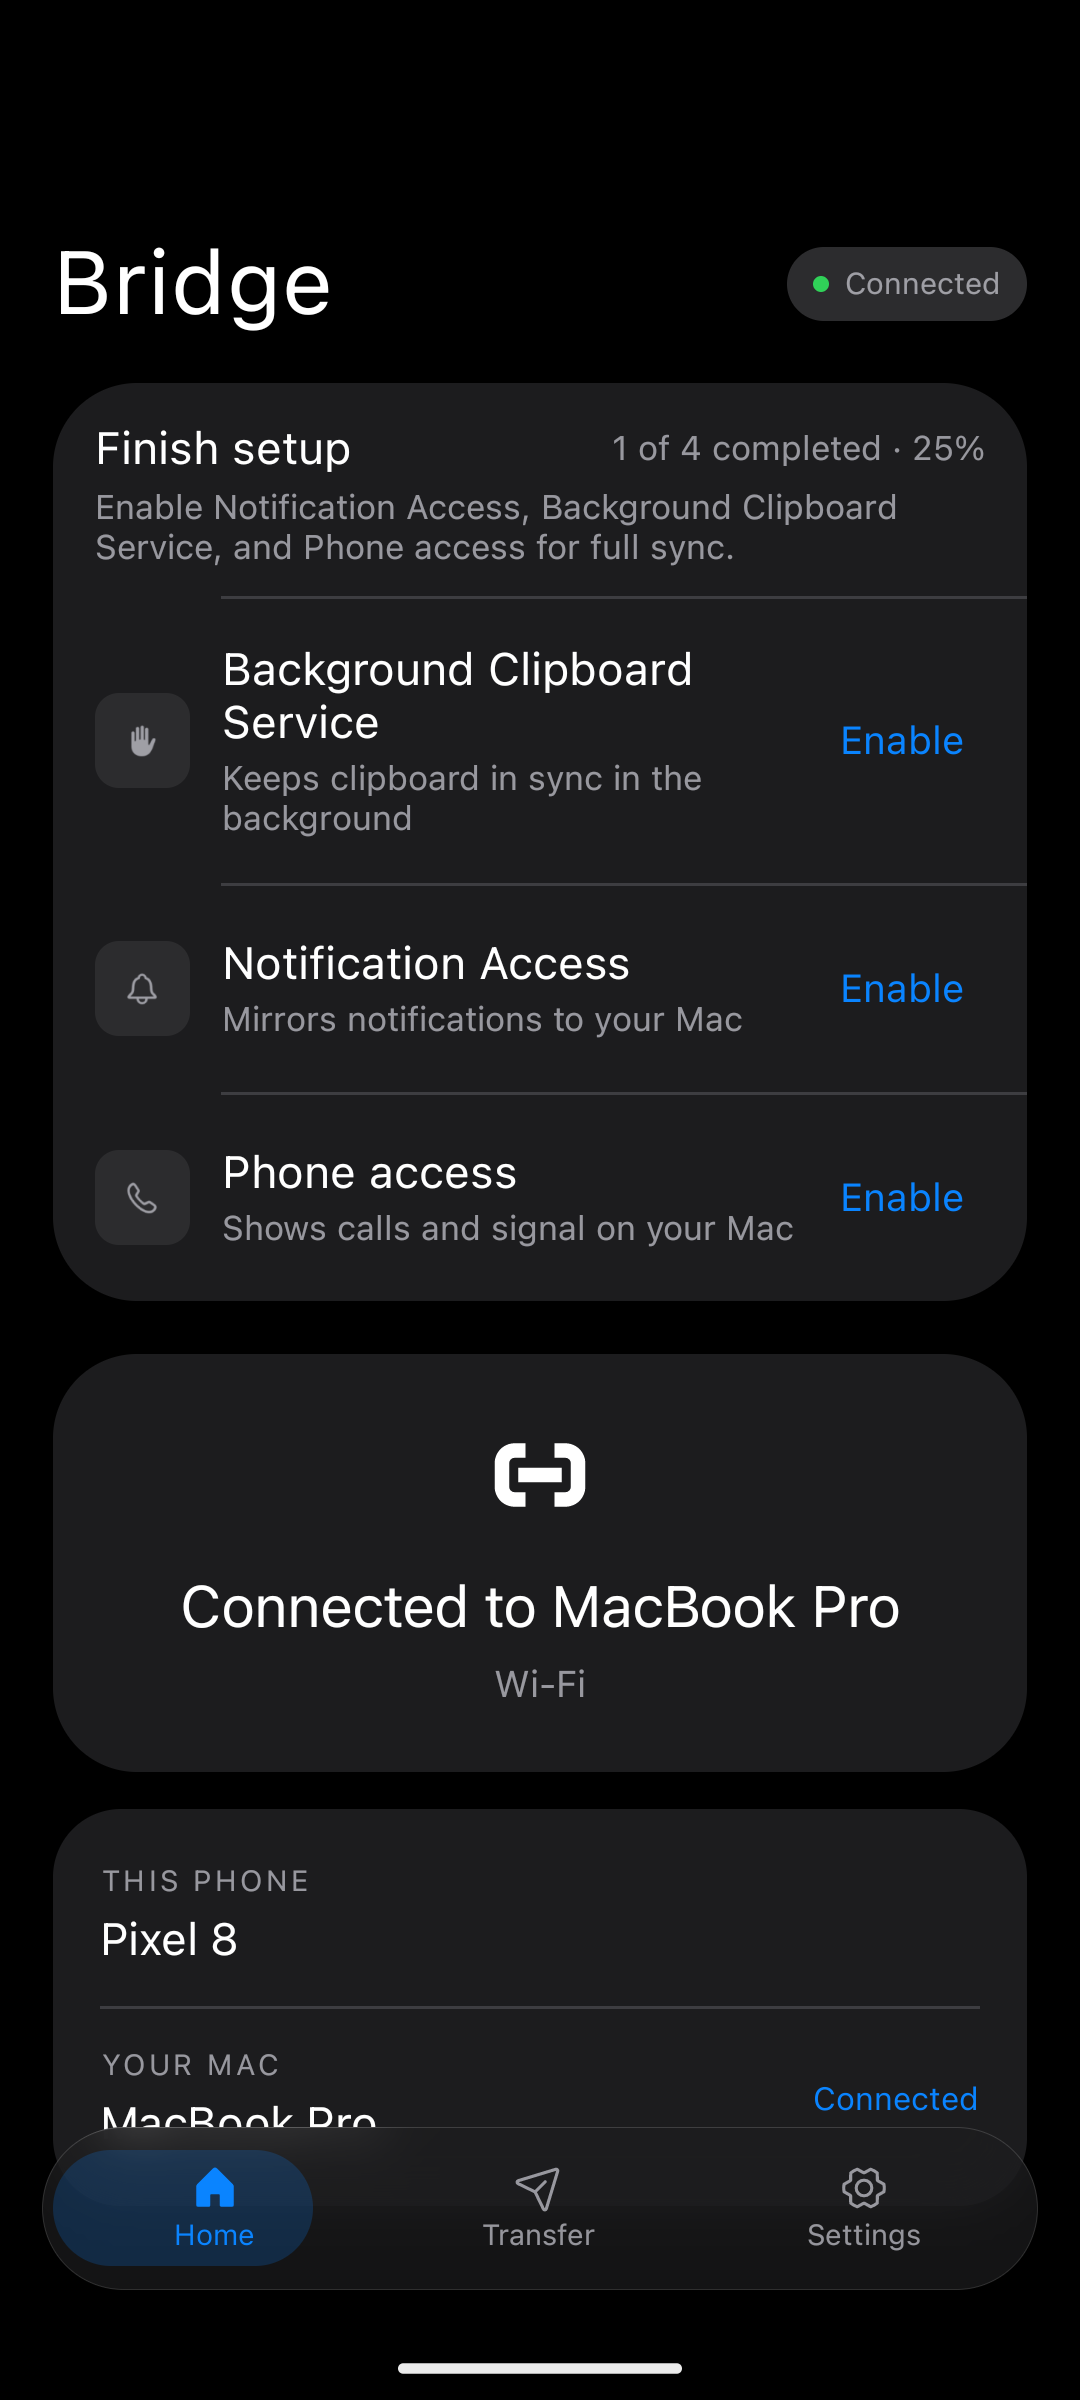 Bridge
Connected
Finish setup
1 of 4 completed · 25%
Enable Notification Access, Background Clipboard
Service, and Phone access for full sync.
Background Clipboard
Service
Keeps clipboard in sync in the
background
Enable
Notification Access
Mirrors notifications to your Mac
Enable
Phone access
Shows calls and signal on your Mac
Enable
Connected to MacBook Pro
Wi-Fi
THIS PHONE
Pixel 8
YOUR MAC
MacBook Pro
Connected
Home
Transfer
Settings